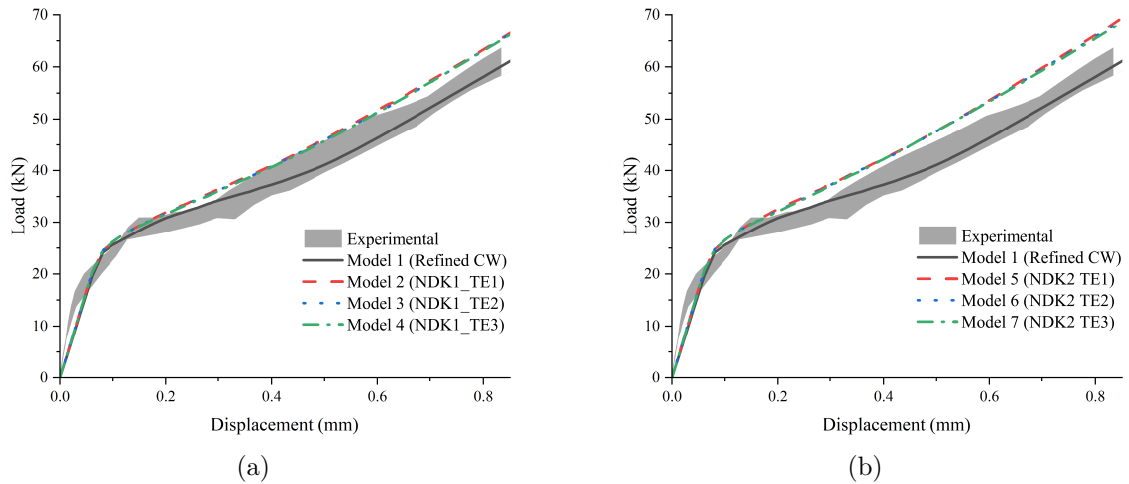 70
60
50
40
30
20
10
0
Load (kN)
Experimental
Model 1 (Refined CW)
Model 2 (NDK1_TE1)
Model 3 (NDK1_TE2)
Model 4 (NDK1_TE3)
0.0 0.2 0.4 0.6 0.8
Displacement (mm)
(a)
70
60
50
40
30
20
10
0
Load (kN)
Experimental
Model 1 (Refined CW)
Model 5 (NDK2 TE1)
Model 6 (NDK2 TE2)
Model 7 (NDK2 TE3)
0.0 0.2 0.4 0.6 0.8
Displacement (mm)
(b)